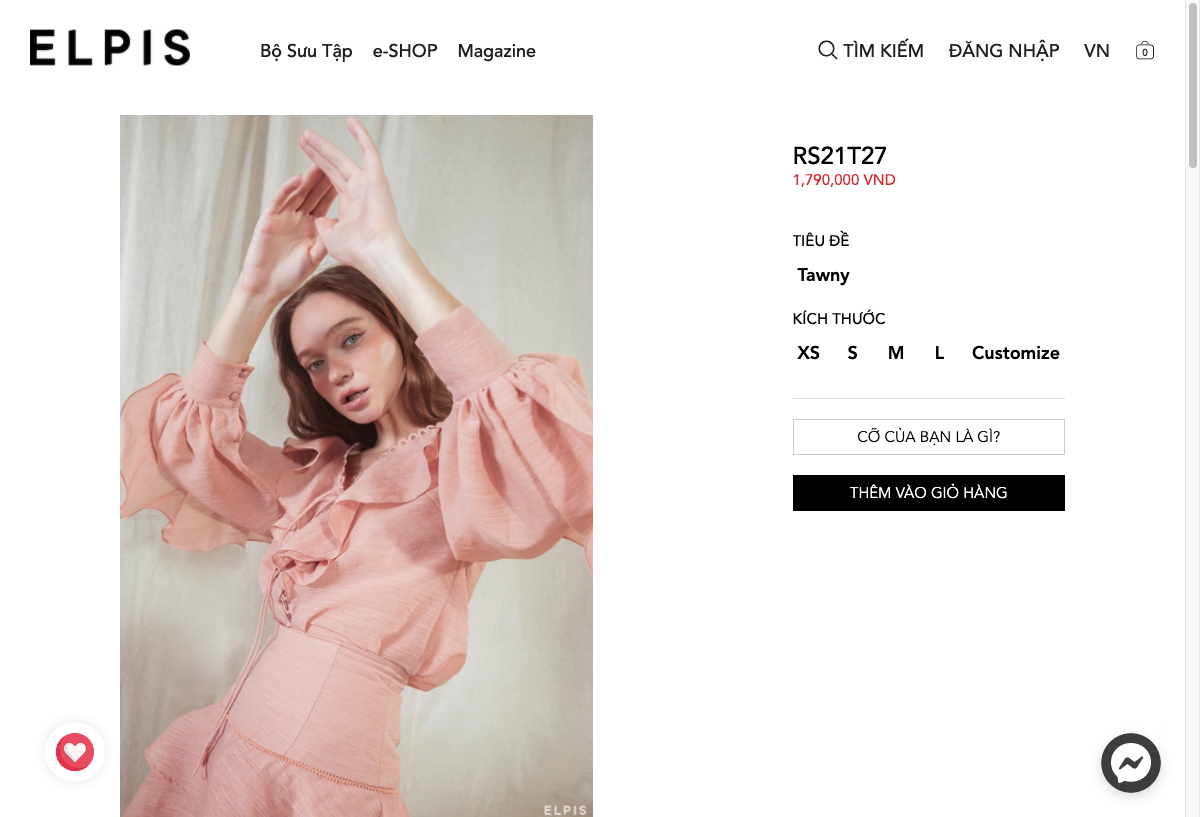 ELPIS
Bộ Sưu Tập e-SHOP Magazine
TÌM KIẾM ĐĂNG NHẬP VN 0
RS21T27
1,790,000 VND
TIÊU ĐỀ
Tawny
KÍCH THƯỚC
XS S M L Customize
CỠ CỦA BẠN LÀ GÌ?
THÊM VÀO GIỎ HÀNG
ELPIS